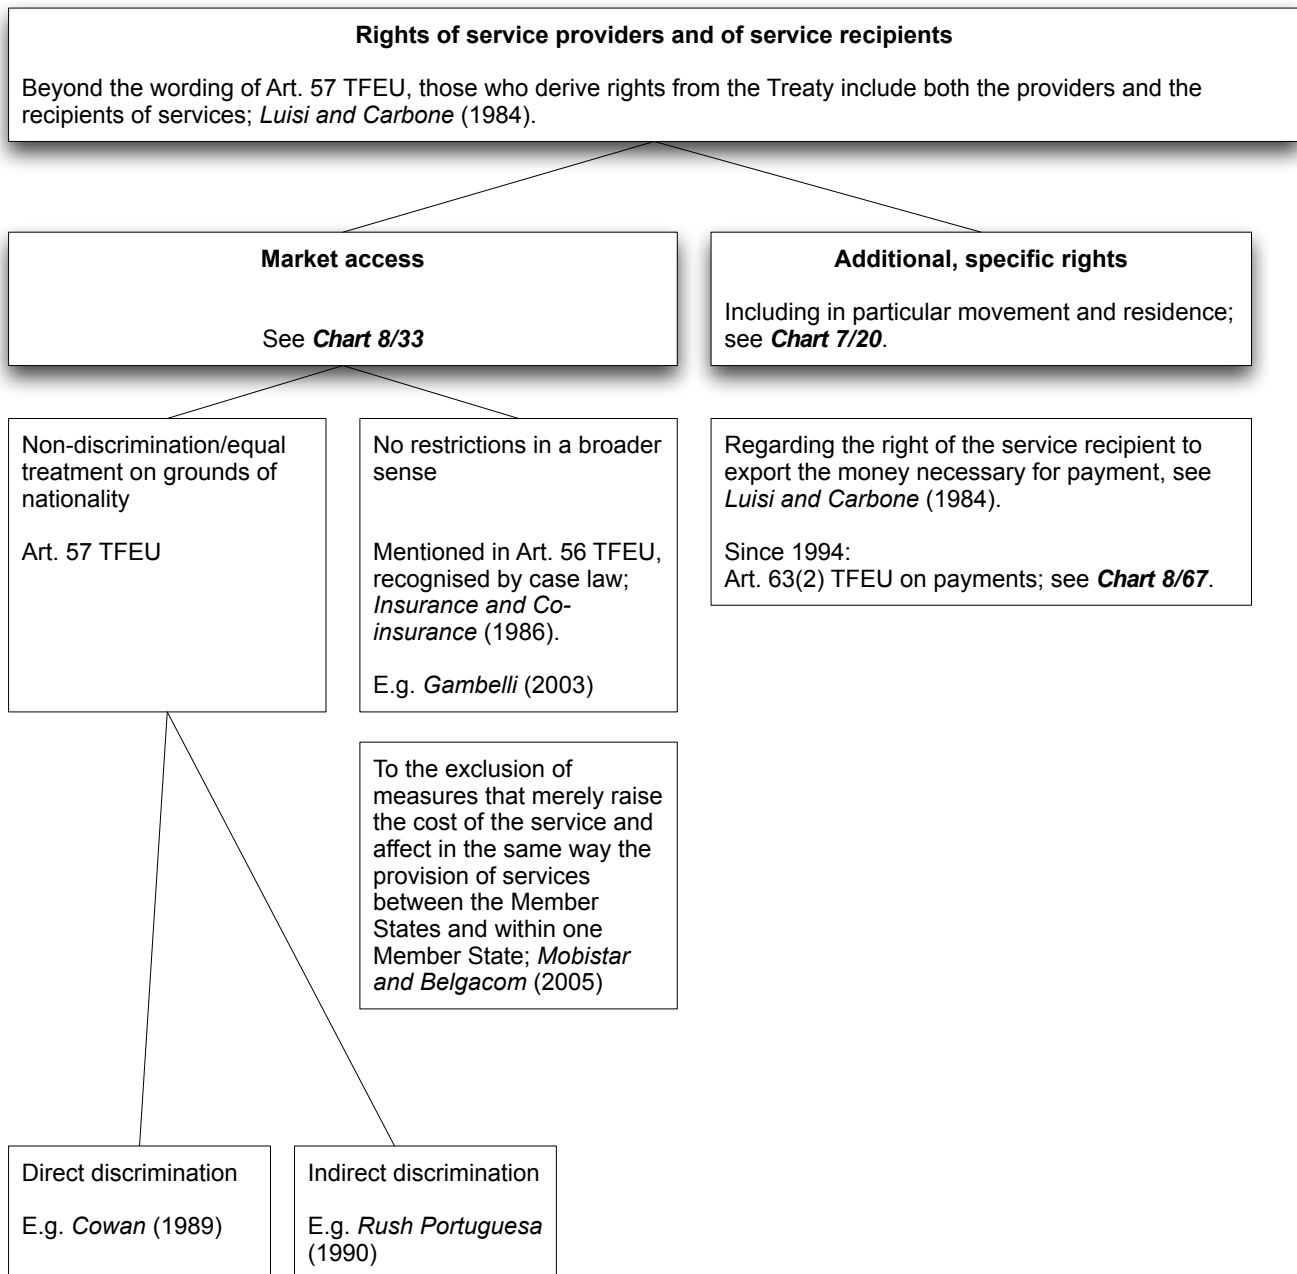 Rights of service providers and of service recipients
Beyond the wording of Art. 57 TFEU, those who derive rights from the Treaty include both the providers and the
recipients of services; Luisi and Carbone (1984).
Market access
See Chart 8/33
Additional, specific rights
Including in particular movement and residence;
see Chart 7/20.
Non-discrimination/equal
treatment on grounds of
nationality
Art. 57 TFEU
No restrictions in a broader
sense
Mentioned in Art. 56 TFEU,
recognised by case law;
Insurance and Co-
insurance (1986).
E.g. Gambelli (2003)
Regarding the right of the service recipient to
export the money necessary for payment, see
Luisi and Carbone (1984).
Since 1994:
Art. 63(2) TFEU on payments; see Chart 8/67.
To the exclusion of
measures that merely raise
the cost of the service and
affect in the same way the
provision of services
between the Member
States and within one
Member State; Mobistar
and Belgacom (2005)
Direct discrimination
E.g. Cowan (1989)
Indirect discrimination
E.g. Rush Portuguesa
(1990)